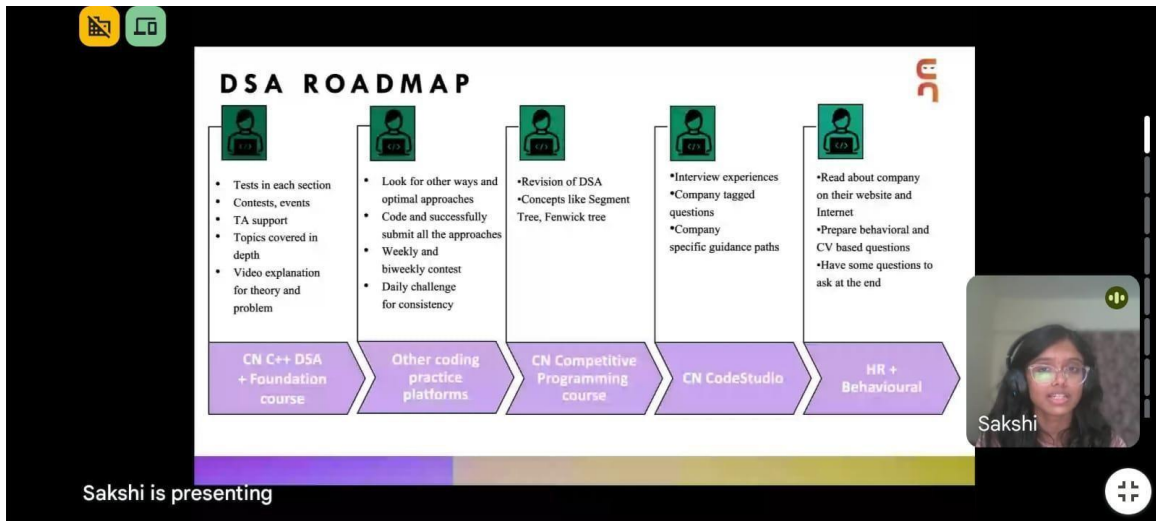 DSA ROADMAP
• Tests in each section
• Contests, events
• TA support
• Topics covered in
depth
• Video explanation
for theory and
problem
CN C++ DSA
+ Foundation
course
• Look for other ways and
optimal approaches
• Code and successfully
submit all the approaches
• Weekly and
biweekly contest
• Daily challenge
for consistency
Other coding
practice
platforms
•Revision of DSA
•Concepts like Segment
Tree, Fenwick tree
CN Competitive
Programming
course
•Interview experiences
•Company tagged
questions
•Company
specific guidance paths
CN CodeStudio
•Read about company
on their website and
Internet
•Prepare behavioral and
CV based questions
•Have some questions to
ask at the end
HR +
Behavioural
Sakshi
Sakshi is presenting